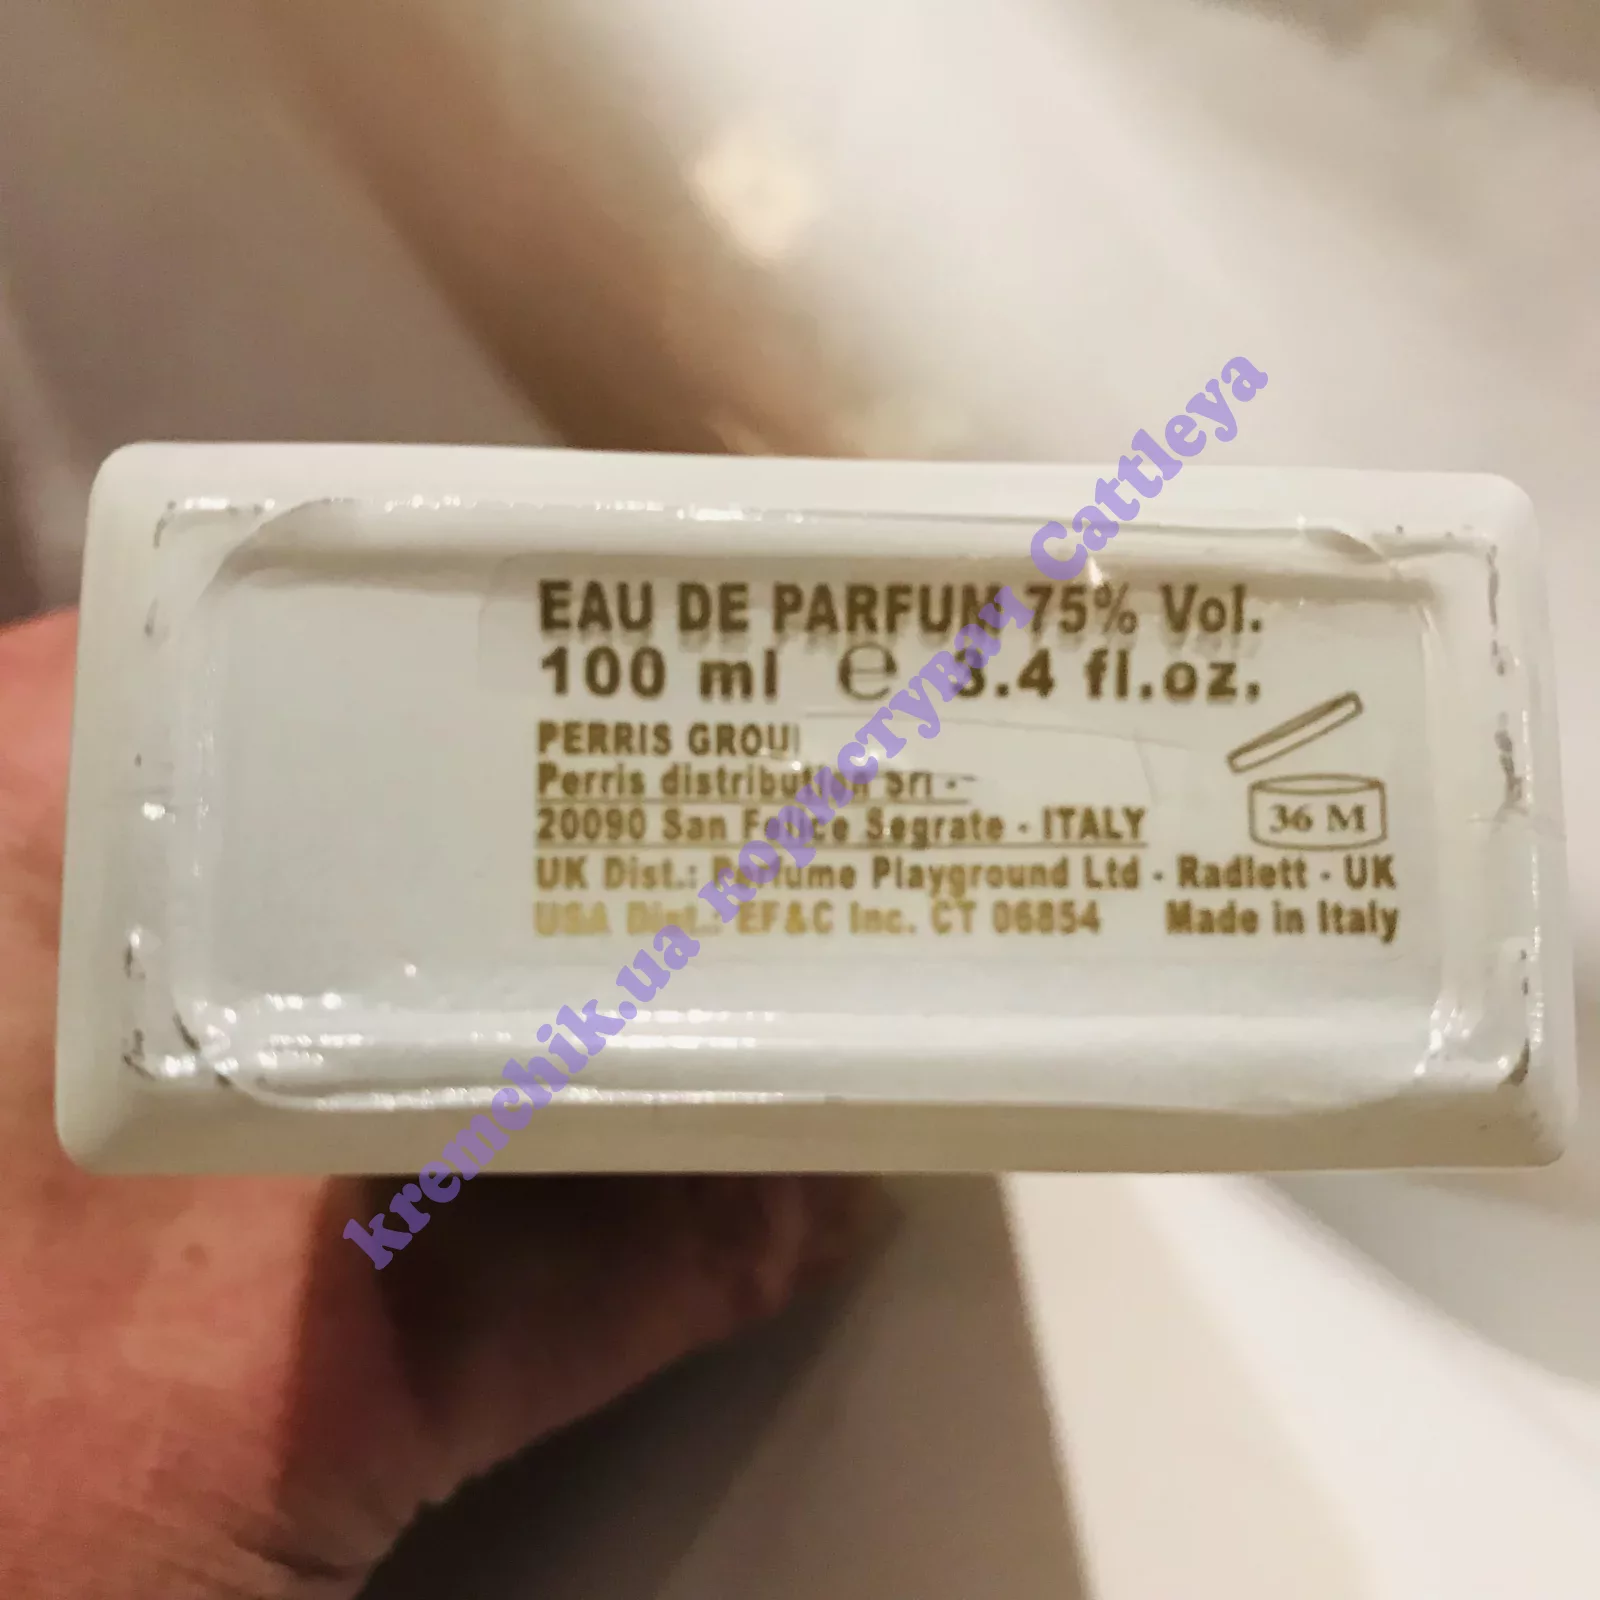 EAU DE PARFUM 75% Vol.
100 ml e 3.4 fl.oz.
PERRIS GROU
Perris distribution Srl -
20090 San Felice Segrate - ITALY
UK Dist.: Perfume Playground Ltd - Radlett - UK
USA Dist.: EF&C Inc. CT 06854 Made in Italy
36 M
kremchik.ua користувач Cattleya